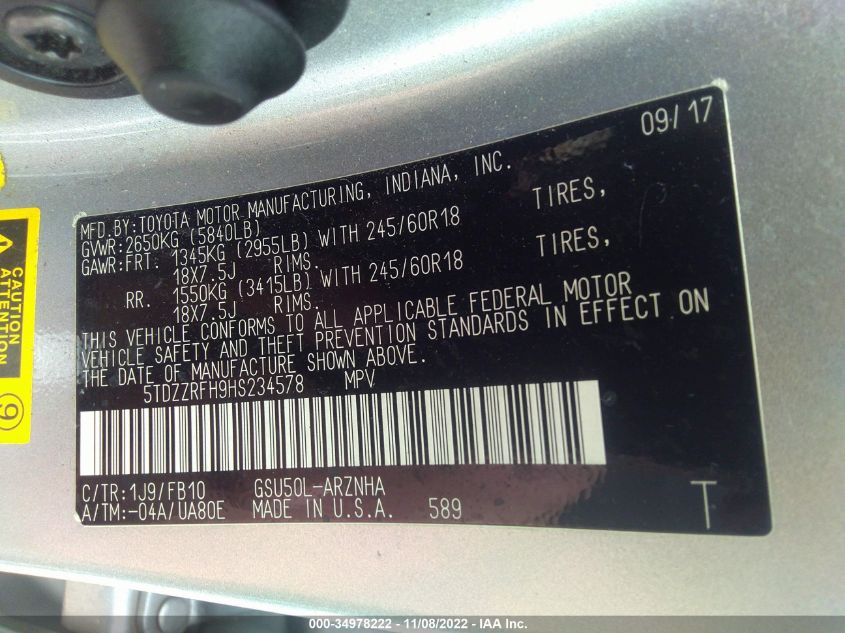 09/17
MFD.BY:TOYOTA MOTOR MANUFACTURING, INDIANA, INC.
GVWR:2650KG (5840LB)
GAWR:FRT. 1345KG (2955LB) WITH 245/60R18 TIRES,
18X7.5J RIMS.
RR. 1550KG (3415LB) WITH 245/60R18 TIRES,
18X7.5J RIMS.
THIS VEHICLE CONFORMS TO ALL APPLICABLE FEDERAL MOTOR
VEHICLE SAFETY AND THEFT PREVENTION STANDARDS IN EFFECT ON
THE DATE OF MANUFACTURE SHOWN ABOVE.
5TDZZRFH9HS234578 MPV
C/TR:1J9/FB10 GSU50L-ARZNHA
A/TM:-04A/UA80E MADE IN U.S.A. 589
T
CAUTION
ATTENTION
9
000-34978222 - 11/08/2022 - IAA Inc.